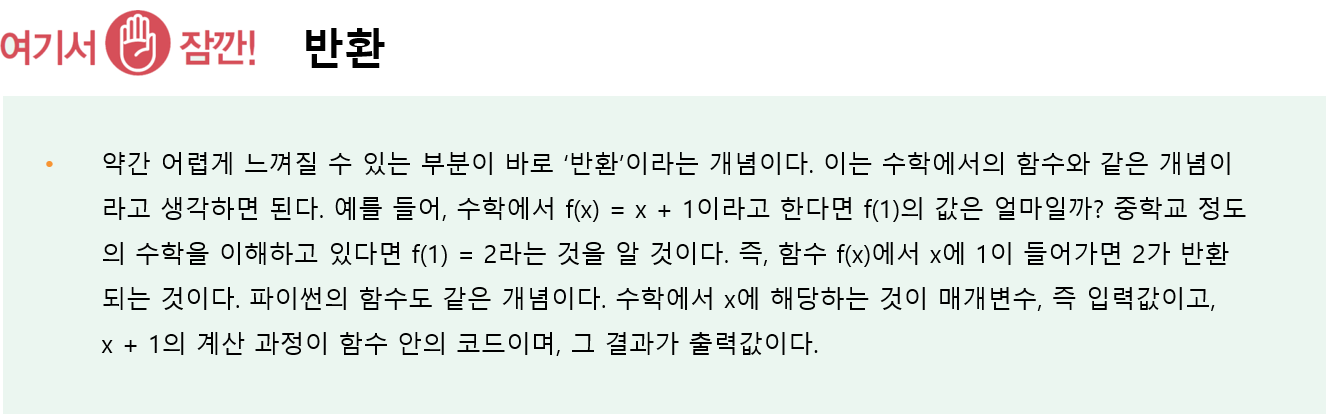 여기서 잠깐! 반환
• 약간 어렵게 느껴질 수 있는 부분이 바로 ‘반환’이라는 개념이다. 이는 수학에서의 함수와 같은 개념이
라고 생각하면 된다. 예를 들어, 수학에서 f(x) = x + 1이라고 한다면 f(1)의 값은 얼마일까? 중학교 정도
의 수학을 이해하고 있다면 f(1) = 2라는 것을 알 것이다. 즉, 함수 f(x)에서 x에 1이 들어가면 2가 반환
되는 것이다. 파이썬의 함수도 같은 개념이다. 수학에서 x에 해당하는 것이 매개변수, 즉 입력값이고,
x + 1의 계산 과정이 함수 안의 코드이며, 그 결과가 출력값이다.